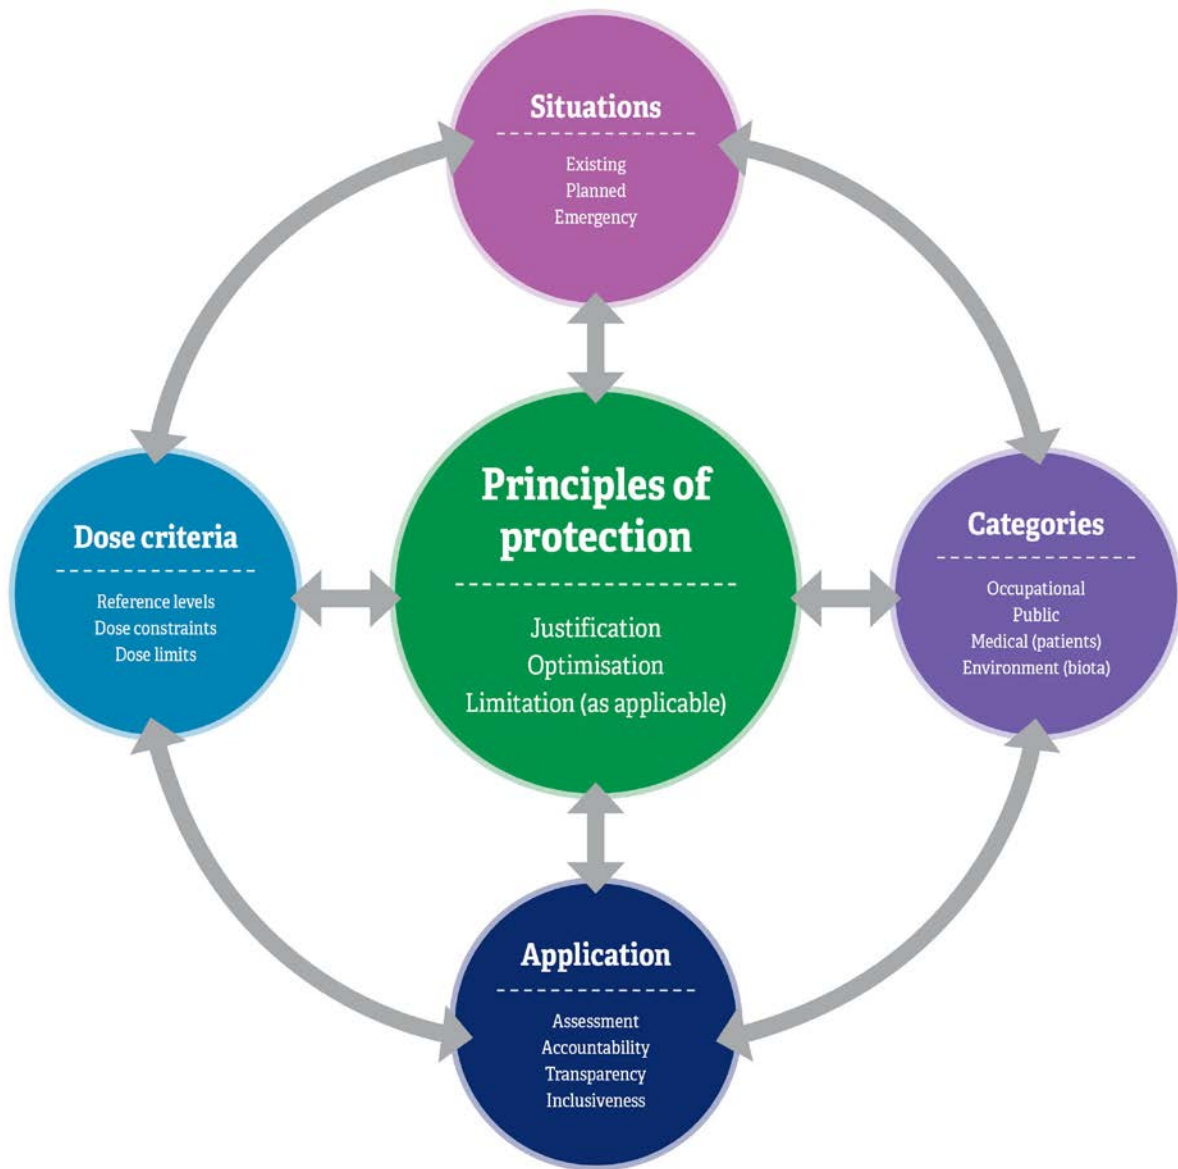 Situations
Existing
Planned
Emergency
Dose criteria
Reference levels
Dose constraints
Dose limits
Principles of
protection
Justification
Optimisation
Limitation (as applicable)
Categories
Occupational
Public
Medical (patients)
Environment (biota)
Application
Assessment
Accountability
Transparency
Inclusiveness